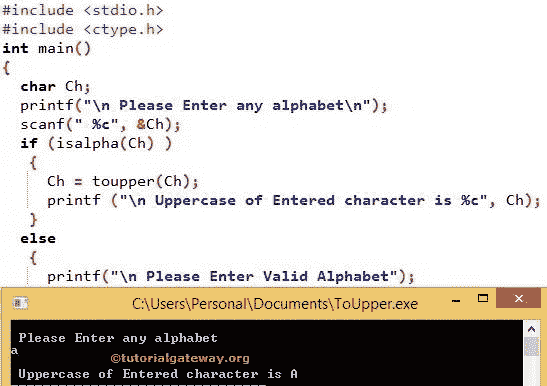 #include <stdio.h>
#include <ctype.h>
int main()
{
char Ch;
printf("\n Please Enter any alphabet\n");
scanf(" %c", &Ch);
if (isalpha(Ch) )
{
Ch = toupper(Ch);
printf ("\n Uppercase of Entered character is %c", Ch);
}
else
{
printf("\n Please Enter Valid Alphabet");
C:\Users\Personal\Documents\ToUpper.exe
Please Enter any alphabet
a
©tutorialgateway.org
Uppercase of Entered character is A